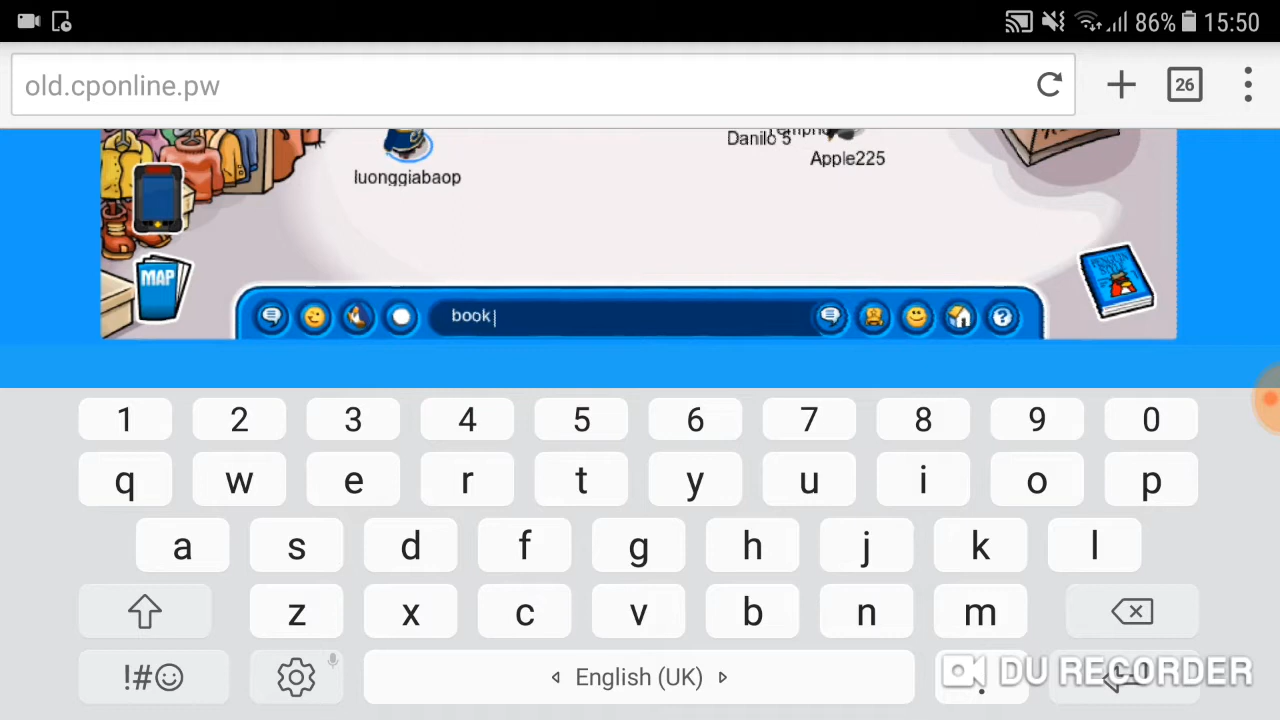 86% 15:50
old.cponline.pw
26
Danilo 5
Apple225
luonggiabaop
MAP
book
1 2 3 4 5 6 7 8 9 0
q w e r t y u i o p
a s d f g h j k l
z x c v b n m
!#☺ English (UK) .
DU RECORDER